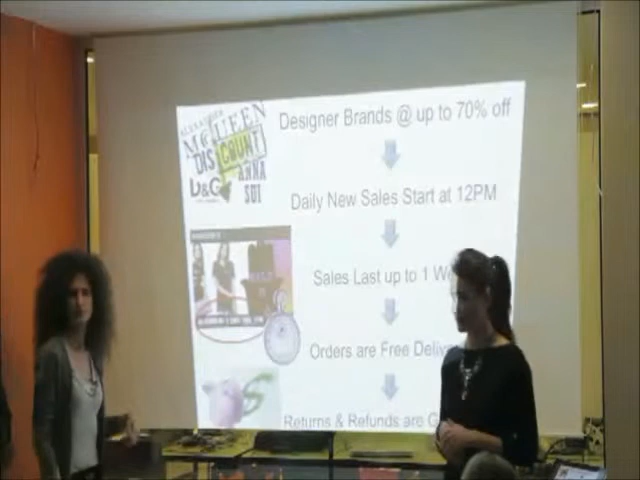 ALEXANDER
McQUEEN
DISCOUNT
ANNA
D&G
SUI
Designer Brands @ up to 70% off
Daily New Sales Start at 12PM
Sales Last up to 1
Orders are Free
Returns & Refunds are